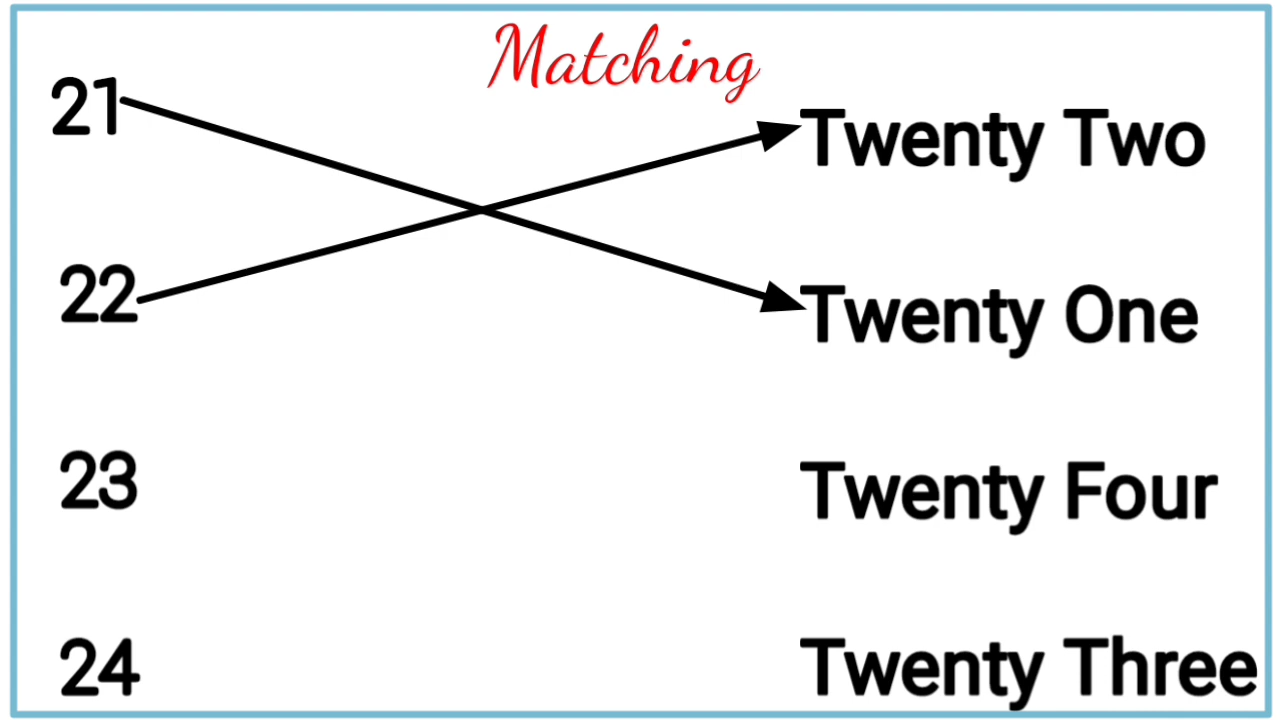 Matching
21
Twenty Two
22
Twenty One
23
Twenty Four
24
Twenty Three